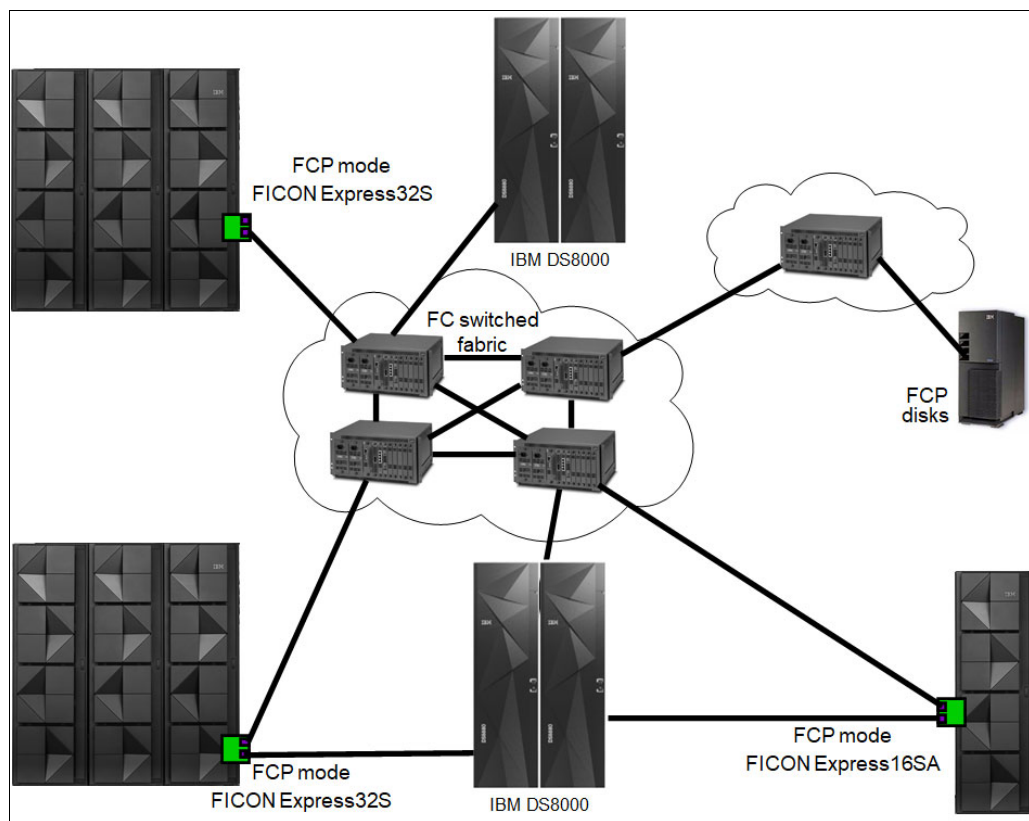 FCP mode
FICON Express32S
IBM DS8000
FC switched
fabric
FCP
disks
FCP mode
FICON Express32S
IBM DS8000
FCP mode
FICON Express16SA